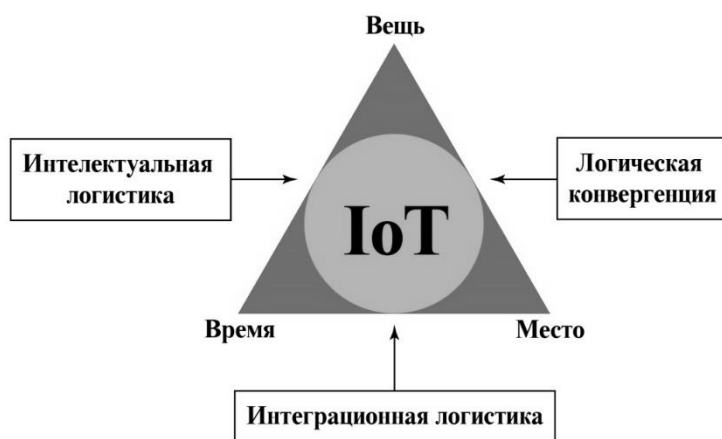 Вещь
Интелектуальная
логистика
Логическая
конвергенция
IoT
Время
Место
Интеграционная логистика